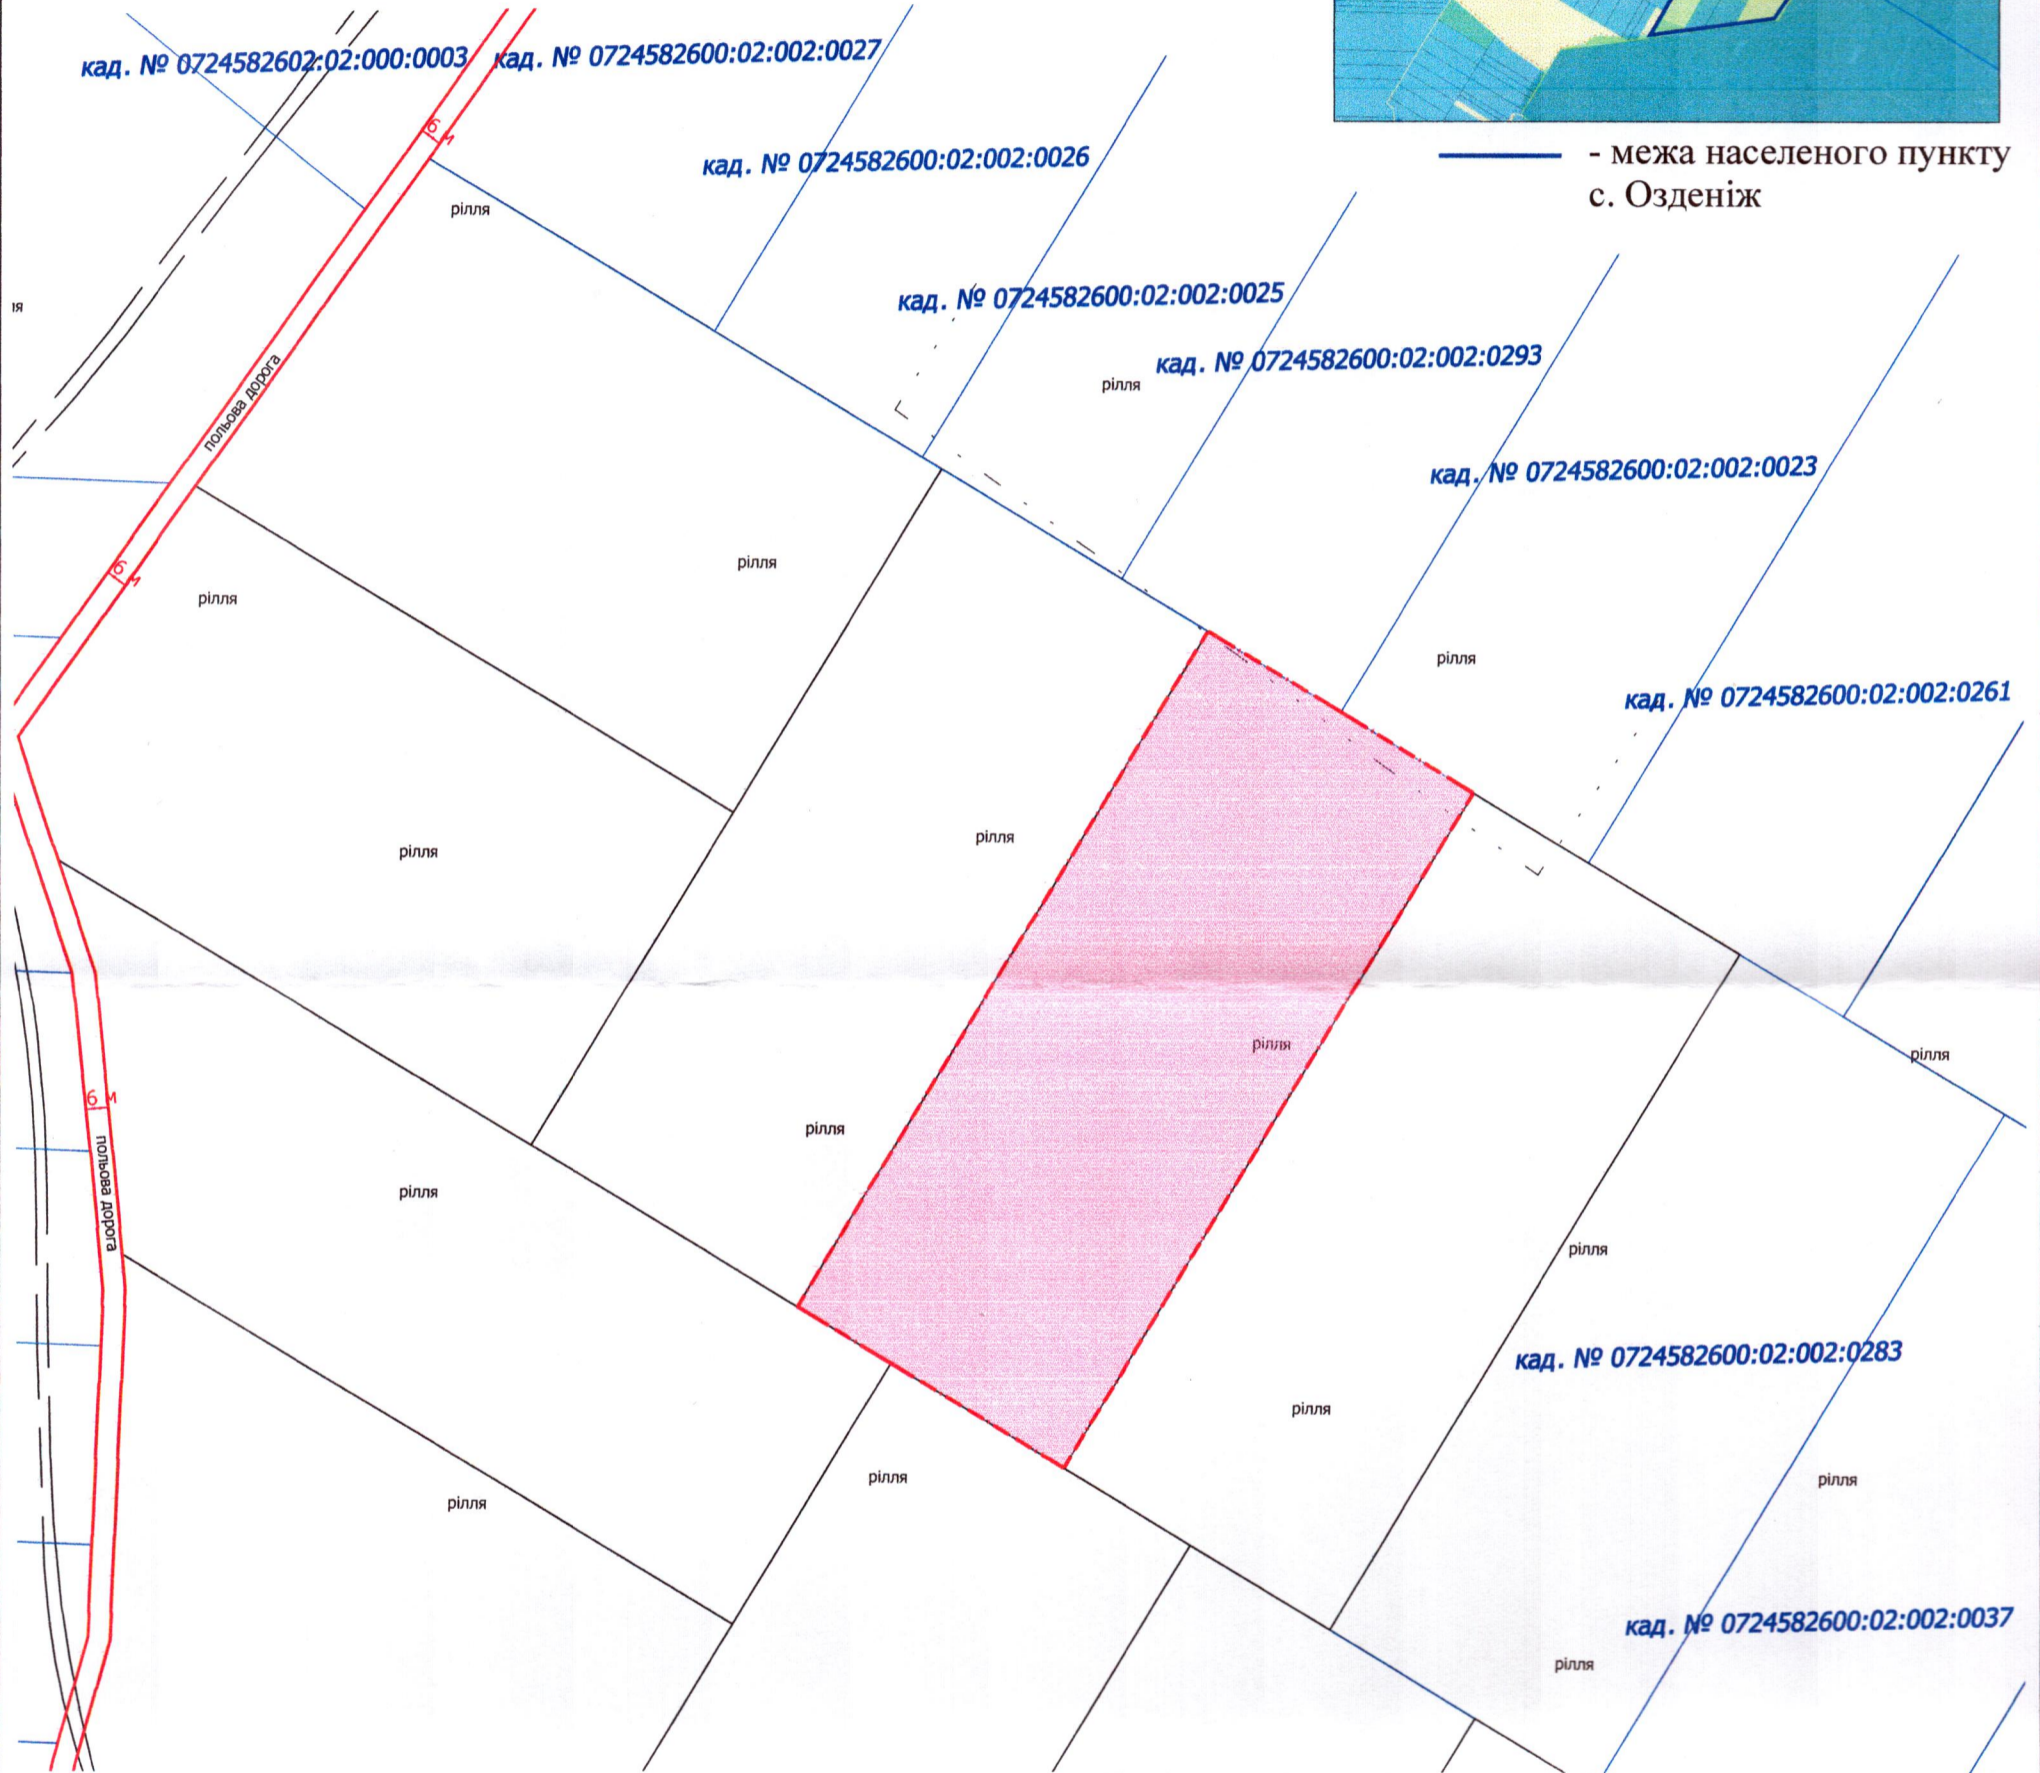 кад. № 0724582602:02:000:0003
кад. № 0724582600:02:002:0027
6 м
кад. № 0724582600:02:002:0026
- межа населеного пункту
с. Озденіж
рілля
кад. № 0724582600:02:002:0025
ія
кад. № 0724582600:02:002:0293
рілля
польова дорога
кад. № 0724582600:02:002:0023
рілля
6 м
рілля
рілля
кад. № 0724582600:02:002:0261
рілля
рілля
рілля
рілля
6 м
рілля
польова дорога
рілля
рілля
кад. № 0724582600:02:002:0283
рілля
рілля
рілля
рілля
кад. № 0724582600:02:002:0037
рілля